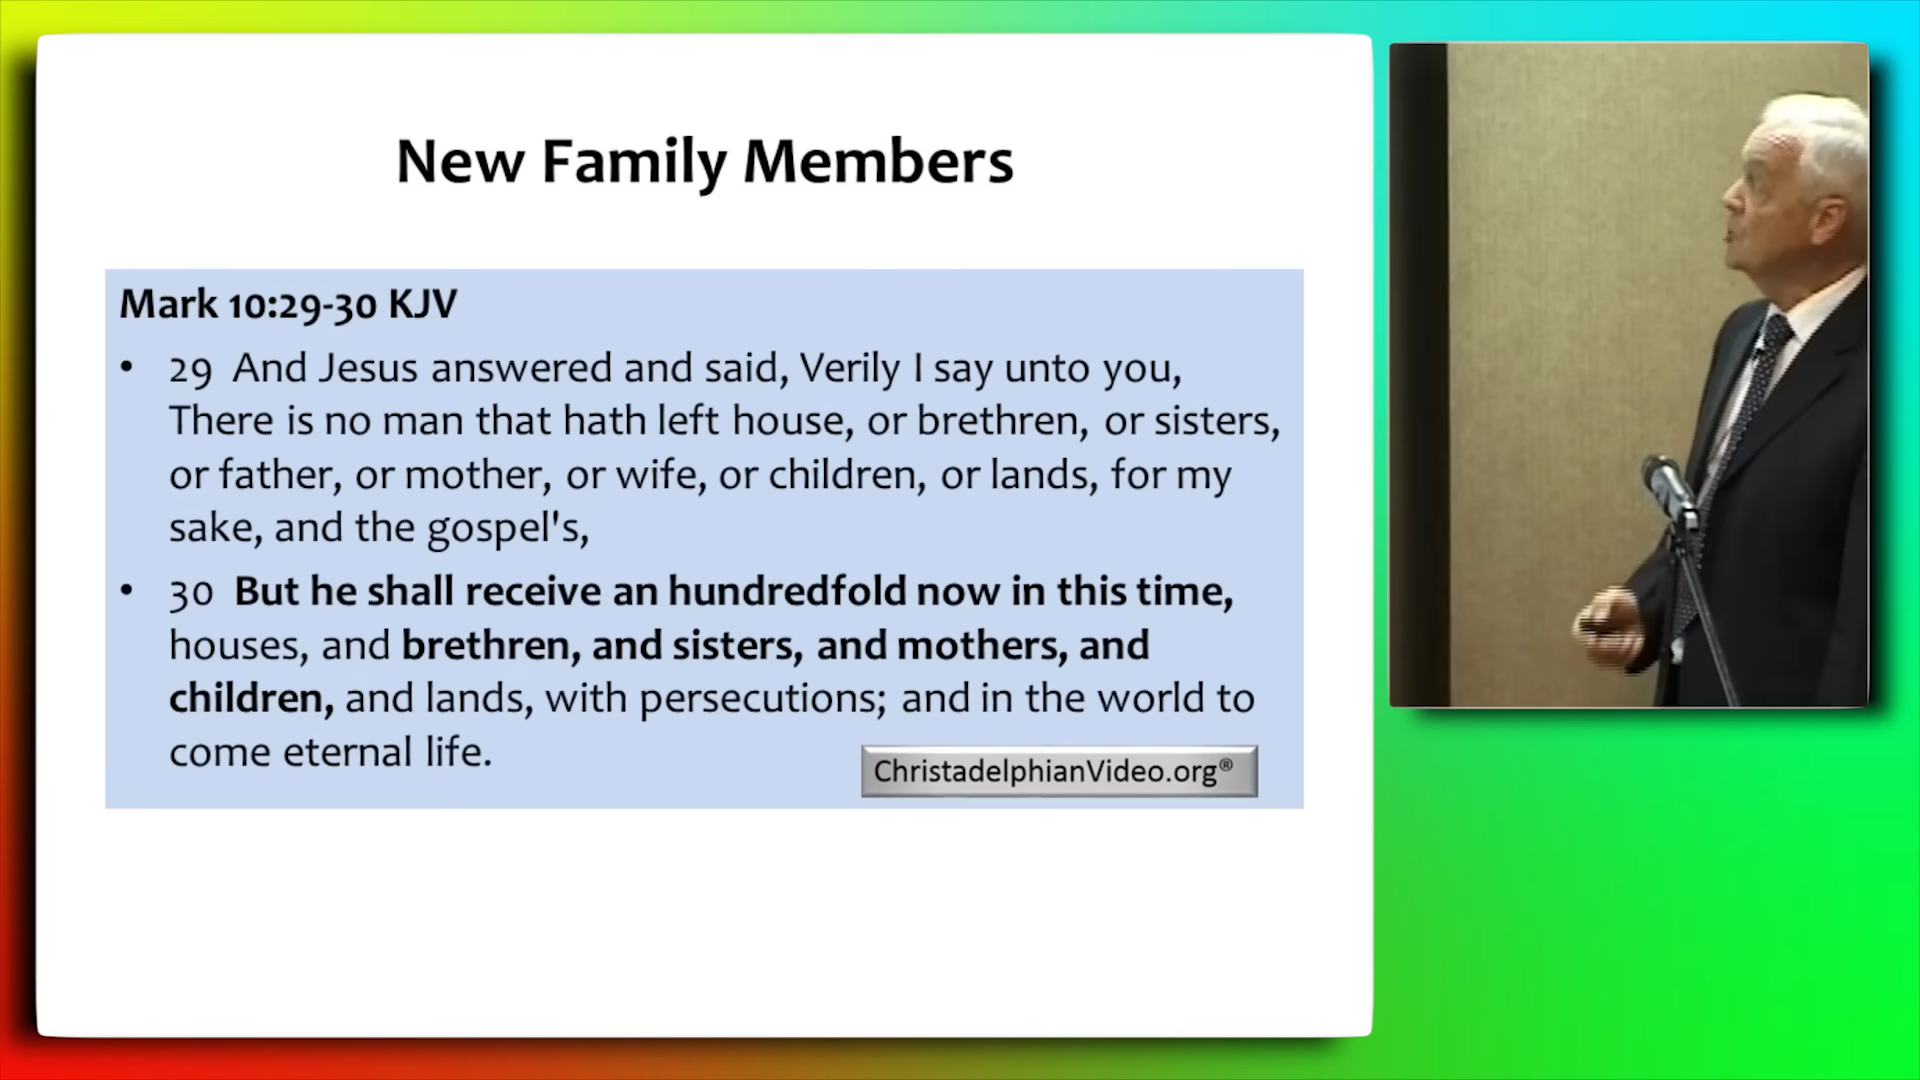 New Family Members
Mark 10:29-30 KJV
• 29 And Jesus answered and said, Verily I say unto you,
There is no man that hath left house, or brethren, or sisters,
or father, or mother, or wife, or children, or lands, for my
sake, and the gospel's,
• 30 But he shall receive an hundredfold now in this time,
houses, and brethren, and sisters, and mothers, and
children, and lands, with persecutions; and in the world to
come eternal life.
ChristadelphianVideo.org®